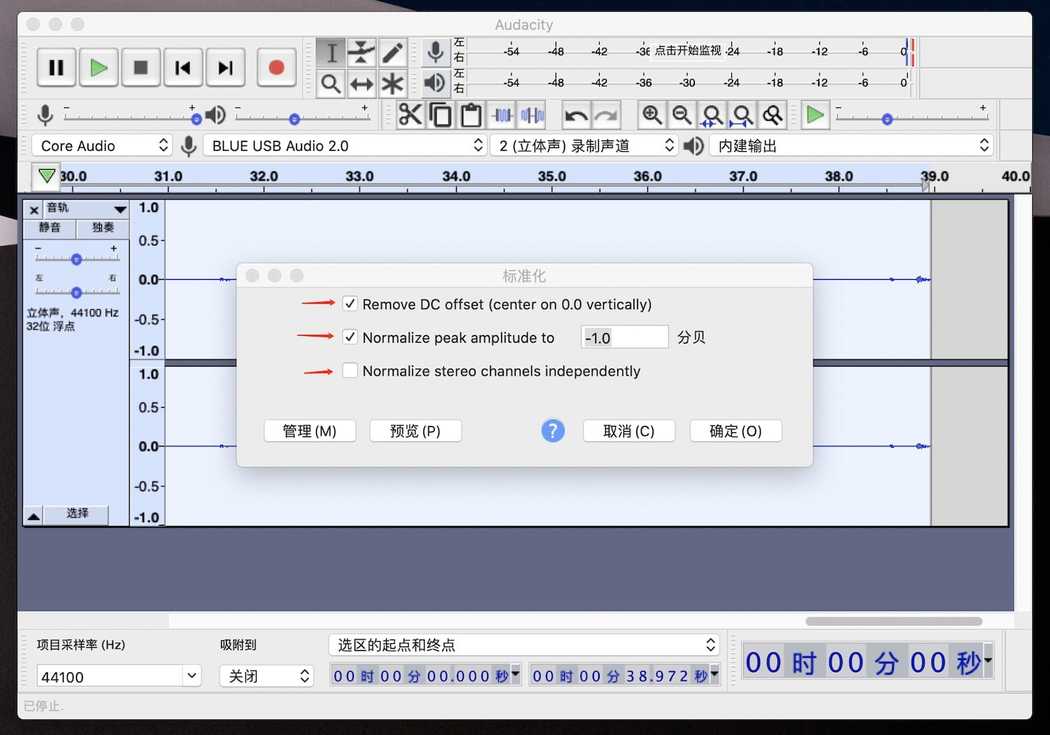 Audacity
左 右 -54 -48 -42 -36 点击开始监视 -24 -18 -12 -6 0
左 右 -54 -48 -42 -36 -30 -24 -18 -12 -6 0
Core Audio BLUE USB Audio 2.0 2 (立体声) 录制声道 内建输出
30.0 31.0 32.0 33.0 34.0 35.0 36.0 37.0 38.0 39.0 40.0
音轨
静音 独奏
左 右
立体声, 44100 Hz
32位 浮点
选择
1.0
0.5
0.0
-0.5
-1.0
1.0
0.5
0.0
-0.5
-1.0
标准化
Remove DC offset (center on 0.0 vertically)
Normalize peak amplitude to -1.0 分贝
Normalize stereo channels independently
管理 (M) 预览 (P) ? 取消 (C) 确定 (O)
项目采样率 (Hz) 吸附到 选区的起点和终点
44100 关闭 00 时 00 分 00.000 秒 00 时 00 分 38.972 秒
00 时 00 分 00 秒
已停止.